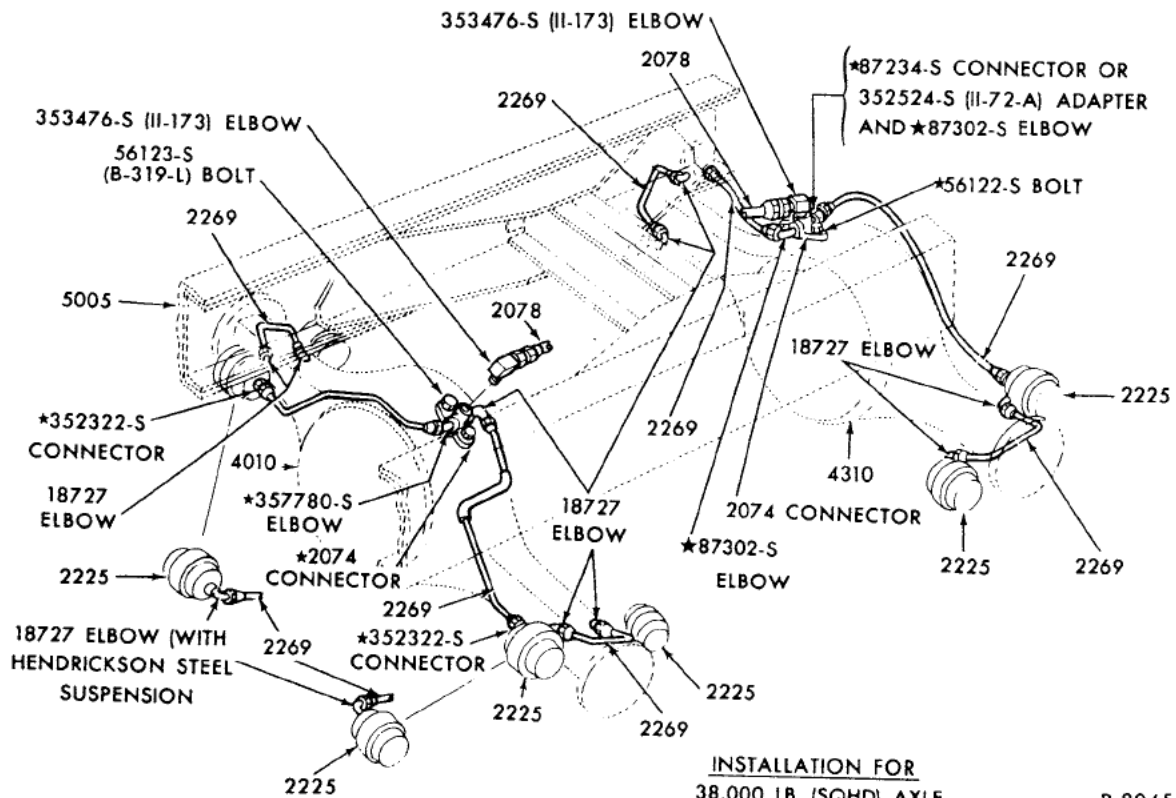 353476-S (II-173) ELBOW
2078
★87234-S CONNECTOR OR
352524-S (II-72-A) ADAPTER
AND ★87302-S ELBOW
2269
353476-S (II-173) ELBOW
56123-S
(B-319-L) BOLT
★56122-S BOLT
2269
2269
5005
2078
18727 ELBOW
2225
★352322-S
CONNECTOR
2269
4010
4310
18727
ELBOW
★357780-S
ELBOW
18727
ELBOW
2074 CONNECTOR
★2074
CONNECTOR
★87302-S
ELBOW
2225
2269
2225
2269
18727 ELBOW (WITH
HENDRICKSON STEEL
SUSPENSION
2269
★352322-S
CONNECTOR
2225
2225
2269
2225
INSTALLATION FOR